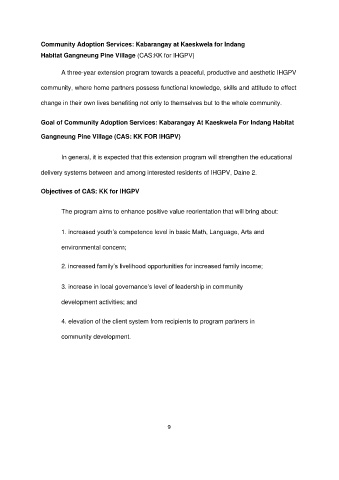 Community Adoption Services: Kabarangay at Kaeskwela for Indang
Habitat Gangneung Pine Village (CAS:KK for IHGPV)
A three-year extension program towards a peaceful, productive and aesthetic IHGPV
community, where home partners possess functional knowledge, skills and attitude to effect
change in their own lives benefiting not only to themselves but to the whole community.
Goal of Community Adoption Services: Kabarangay At Kaeskwela For Indang Habitat
Gangneung Pine Village (CAS: KK FOR IHGPV)
In general, it is expected that this extension program will strengthen the educational
delivery systems between and among interested residents of IHGPV, Daine 2.
Objectives of CAS: KK for IHGPV
The program aims to enhance positive value reorientation that will bring about:
1. increased youth's competence level in basic Math, Language, Arts and
environmental concern;
2. increased family's livelihood opportunities for increased family income;
3. increase in local governance's level of leadership in community
development activities; and
4. elevation of the client system from recipients to program partners in
community development.
9